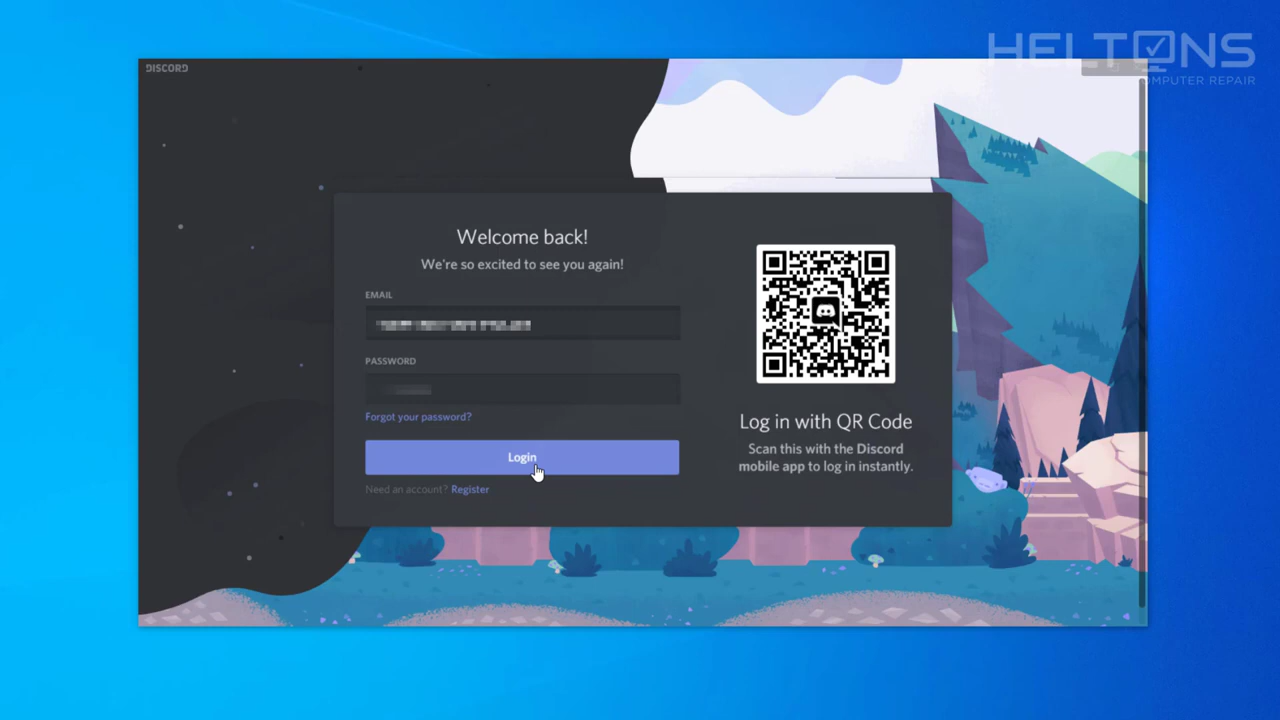 HELTONS
COMPUTER REPAIR
DISCORD
Welcome back!
We're so excited to see you again!
EMAIL
PASSWORD
Forgot your password?
Login
Need an account? Register
Log in with QR Code
Scan this with the Discord
mobile app to log in instantly.